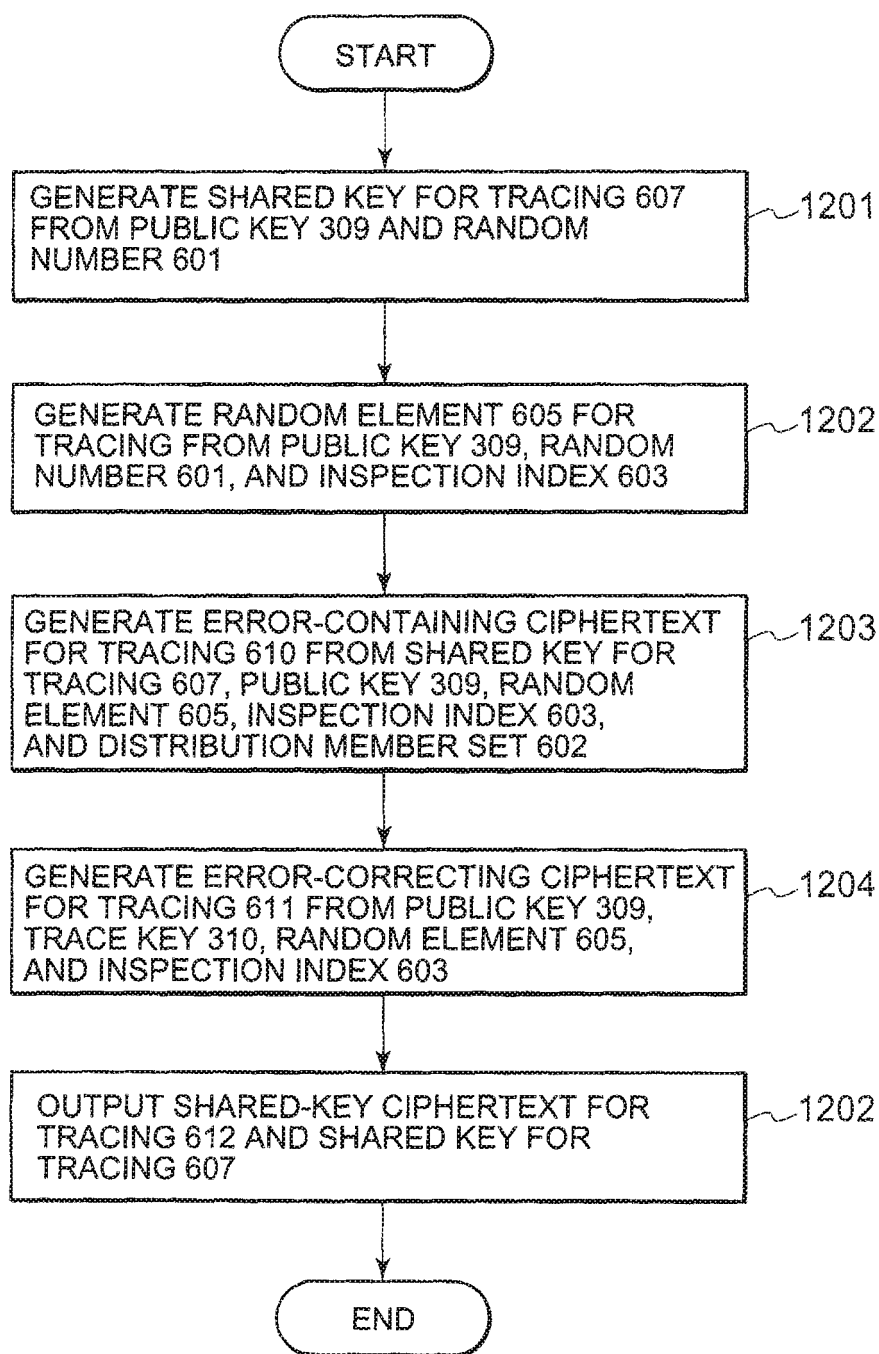 START
GENERATE SHARED KEY FOR TRACING 607
FROM PUBLIC KEY 309 AND RANDOM
NUMBER 601
1201
GENERATE RANDOM ELEMENT 605 FOR
TRACING FROM PUBLIC KEY 309, RANDOM
NUMBER 601, AND INSPECTION INDEX 603
1202
GENERATE ERROR-CONTAINING CIPHERTEXT
FOR TRACING 610 FROM SHARED KEY FOR
TRACING 607, PUBLIC KEY 309, RANDOM
ELEMENT 605, INSPECTION INDEX 603,
AND DISTRIBUTION MEMBER SET 602
1203
GENERATE ERROR-CORRECTING CIPHERTEXT
FOR TRACING 611 FROM PUBLIC KEY 309,
TRACE KEY 310, RANDOM ELEMENT 605,
AND INSPECTION INDEX 603
1204
OUTPUT SHARED-KEY CIPHERTEXT FOR
TRACING 612 AND SHARED KEY FOR
TRACING 607
1202
END